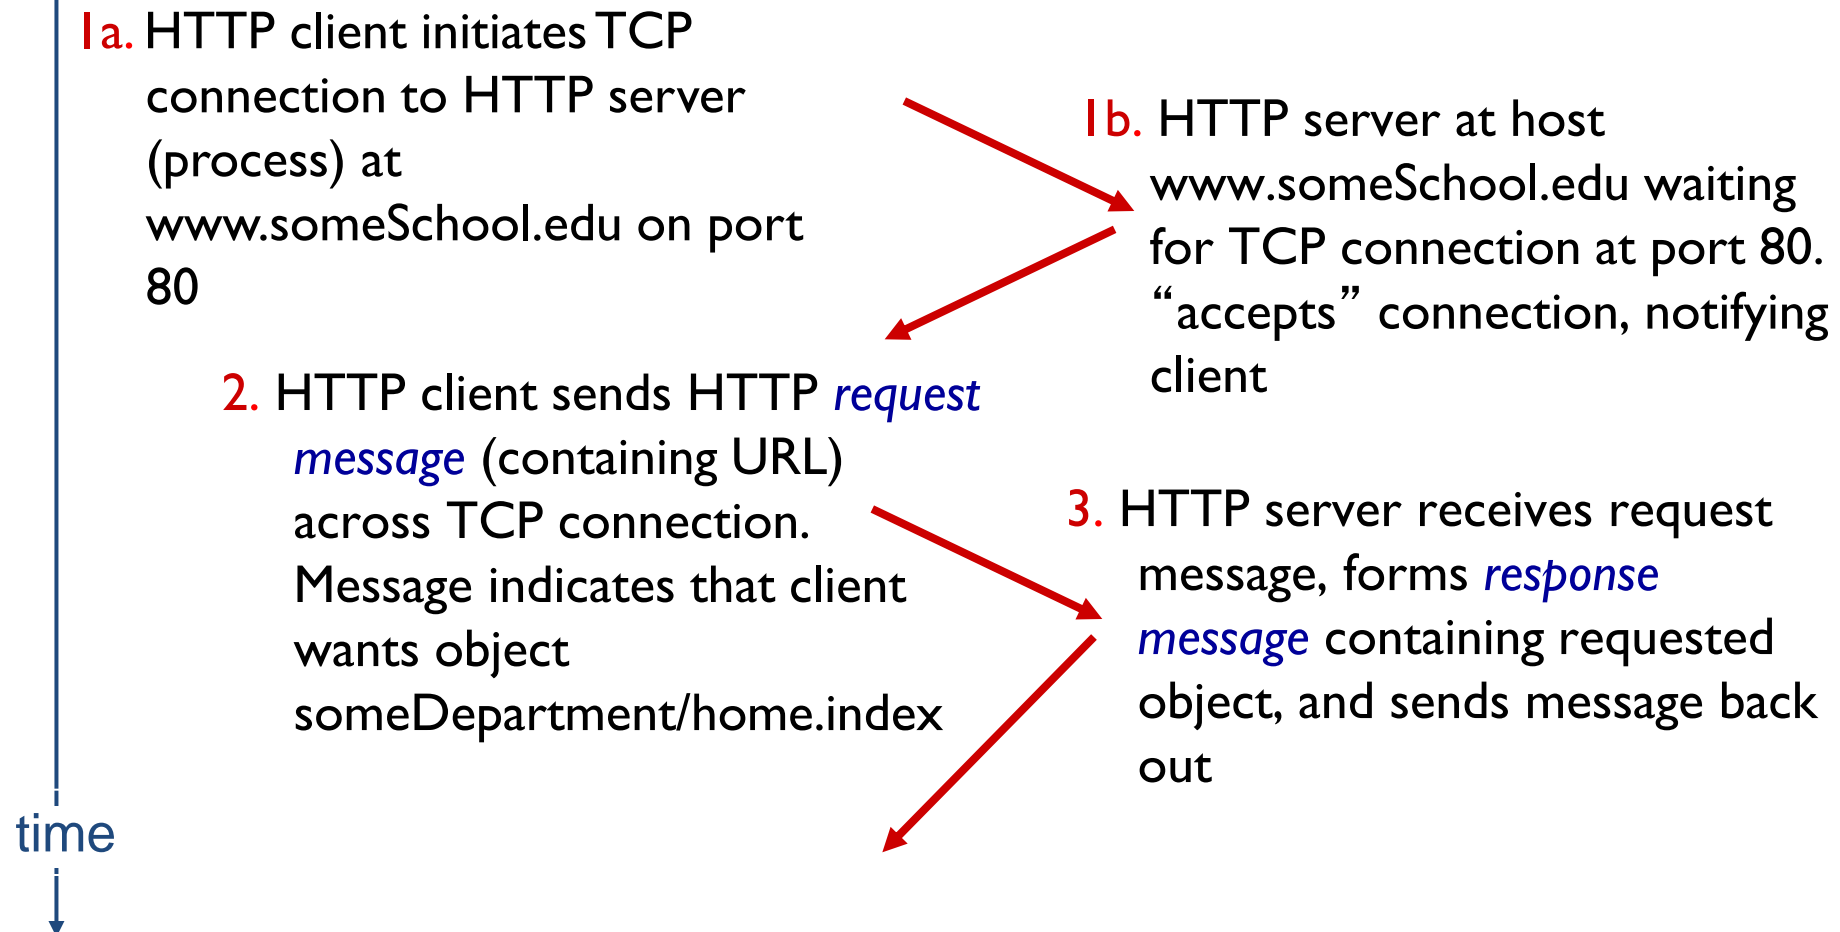 1a. HTTP client initiates TCP
connection to HTTP server
(process) at
www.someSchool.edu on port
80
1b. HTTP server at host
www.someSchool.edu waiting
for TCP connection at port 80.
“accepts” connection, notifying
client
2. HTTP client sends HTTP request
message (containing URL)
across TCP connection.
Message indicates that client
wants object
someDepartment/home.index
3. HTTP server receives request
message, forms response
message containing requested
object, and sends message back
out
time